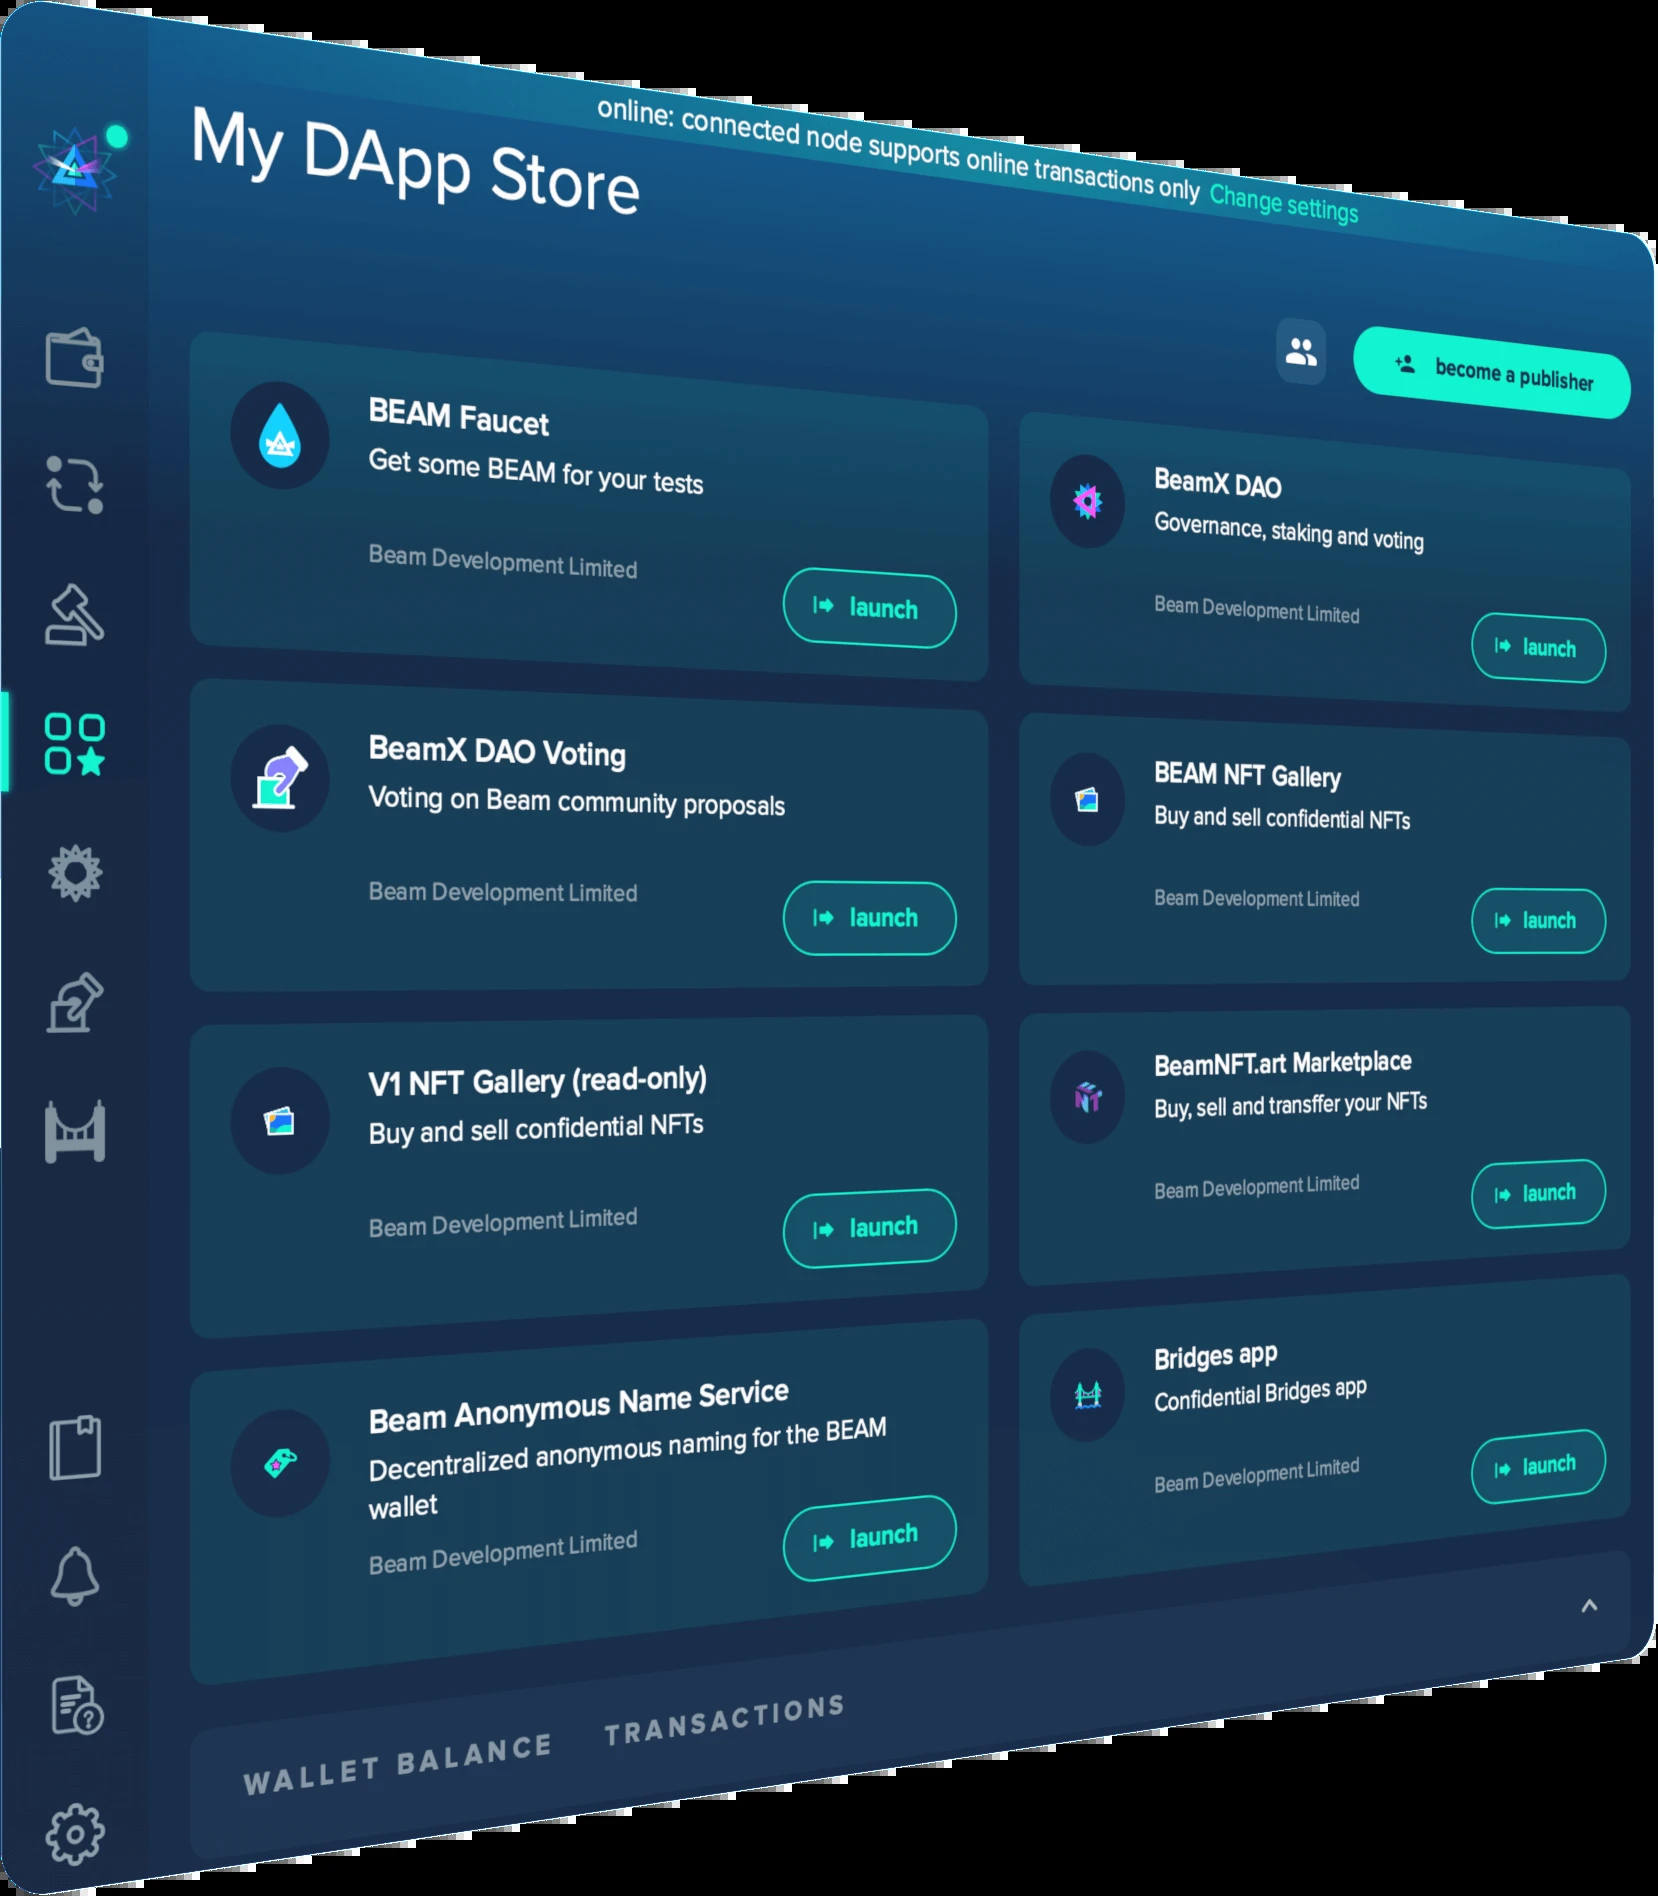 online: connected node supports online transactions only Change settings
My DApp Store
become a publisher
BEAM Faucet
Get some BEAM for your tests
Beam Development Limited
launch
BeamX DAO
Governance, staking and voting
Beam Development Limited
launch
BeamX DAO Voting
Voting on Beam community proposals
Beam Development Limited
launch
BEAM NFT Gallery
Buy and sell confidential NFTs
Beam Development Limited
launch
V1 NFT Gallery (read-only)
Buy and sell confidential NFTs
Beam Development Limited
launch
BeamNFT.art Marketplace
Buy, sell and transffer your NFTs
Beam Development Limited
launch
Beam Anonymous Name Service
Decentralized anonymous naming for the BEAM
wallet
Beam Development Limited
launch
Bridges app
Confidential Bridges app
Beam Development Limited
launch
WALLET BALANCE TRANSACTIONS